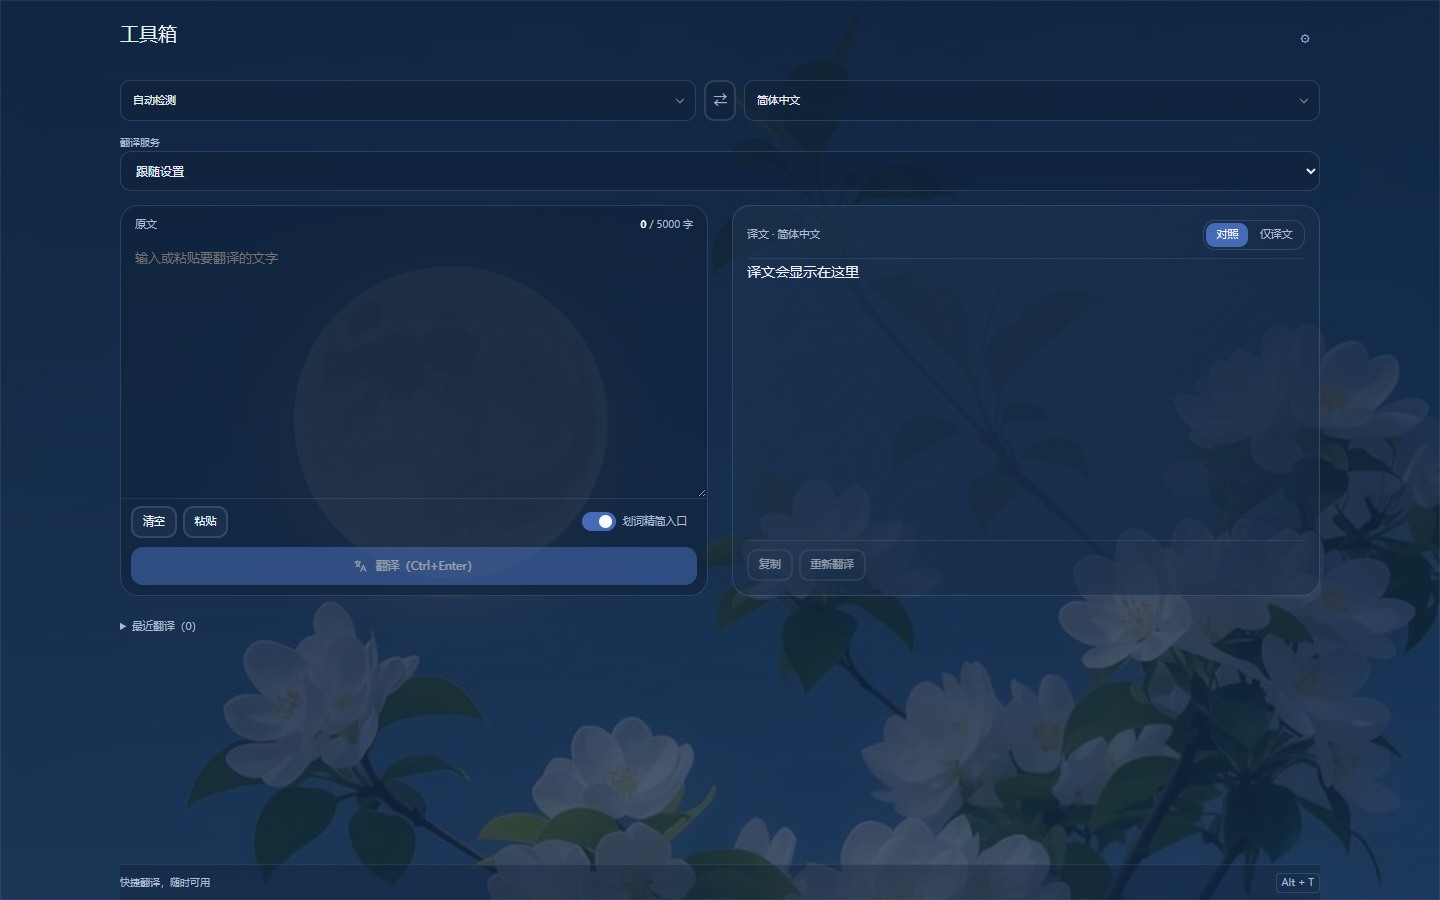 工具箱
自动检测
简体中文
翻译服务
跟随设置
原文
0 / 5000 字
输入或粘贴要翻译的文字
译文 · 简体中文
对照
仅译文
译文会显示在这里
清空
粘贴
划词精简入口
翻译（Ctrl+Enter）
复制
重新翻译
最近翻译（0）
快捷翻译，随时可用
Alt + T